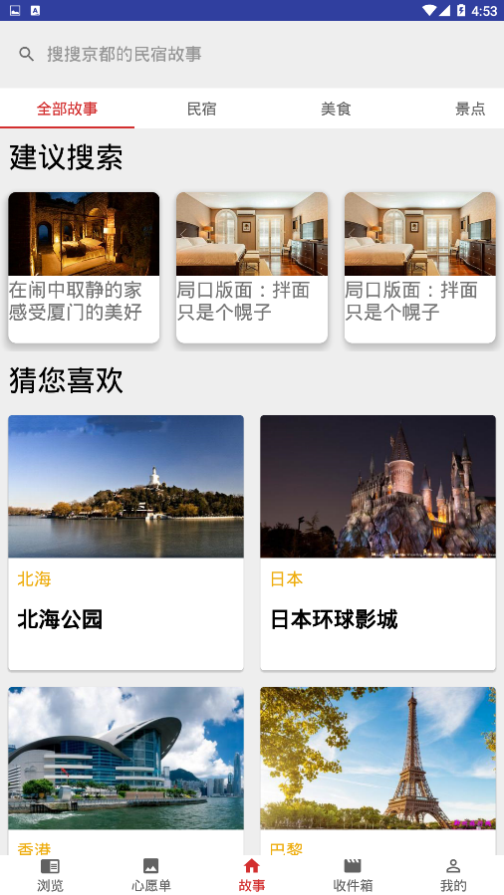 4:53
搜搜京都的民宿故事
全部故事
民宿
美食
景点
建议搜索
在闹中取静的家
感受厦门的美好
局口版面：拌面
只是个幌子
局口版面：拌面
只是个幌子
猜您喜欢
北海
北海公园
日本
日本环球影城
香港
巴黎
浏览
心愿单
故事
收件箱
我的